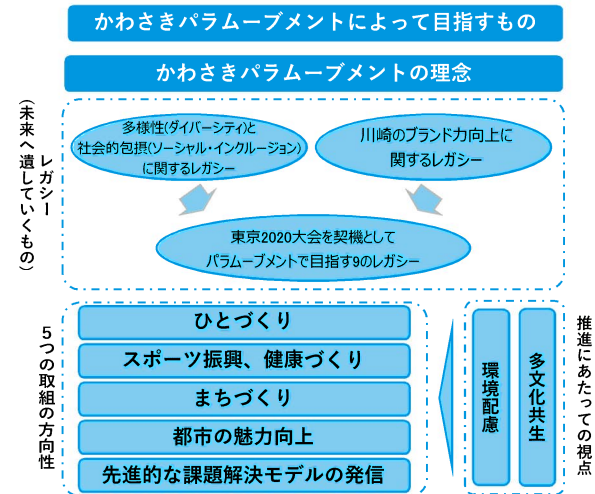 かわさきパラムーブメントによって目指すもの
かわさきパラムーブメントの理念
レガシー
(未来へ遺していくもの)
多様性(ダイバーシティ)と
社会的包摂(ソーシャル・インクルージョン)
に関するレガシー
川崎のブランド力向上に
関するレガシー
東京2020大会を契機として
パラムーブメントで目指す9のレガシー
5つの取組の方向性
ひとづくり
スポーツ振興、健康づくり
まちづくり
都市の魅力向上
先進的な課題解決モデルの発信
環境配慮
多文化共生
推進にあたっての視点